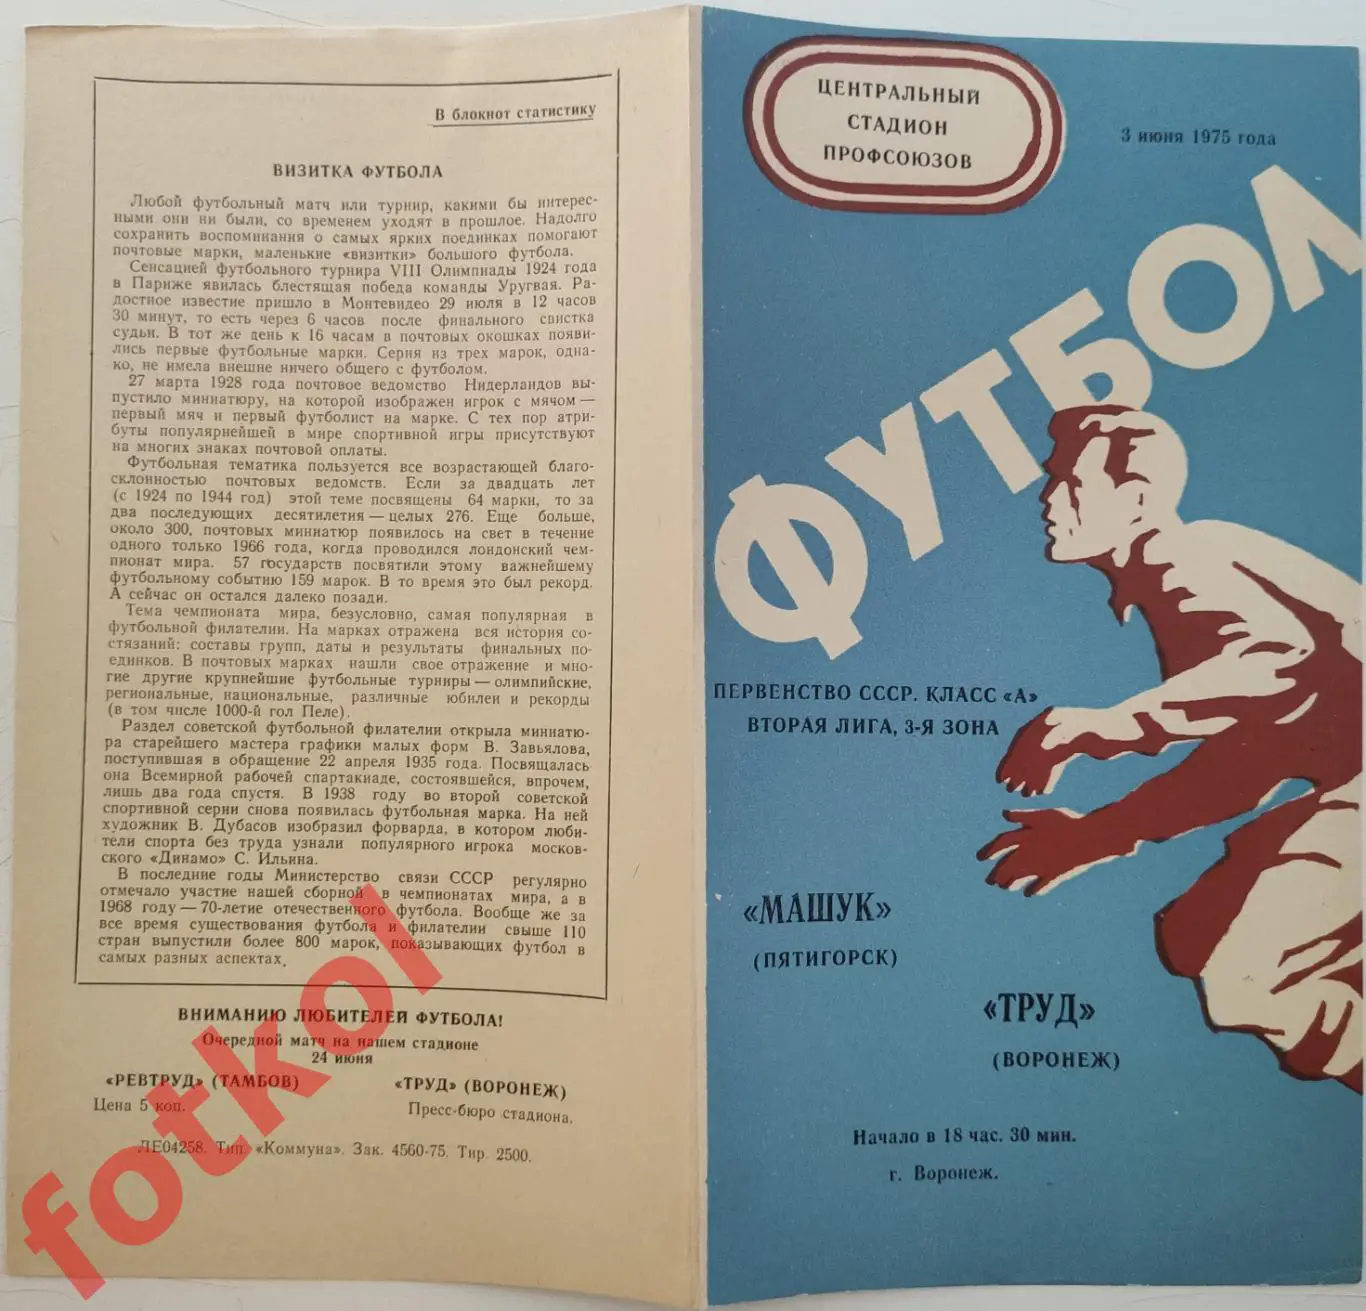 В блокнот статистику
ВИЗИТКА ФУТБОЛА
Любой футбольный матч или турнир, какими бы интерес-
ными они ни были, со временем уходят в прошлое. Надолго
сохранить воспоминания о самых ярких поединках помогают
почтовые марки, маленькие «визитки» большого футбола.
Сенсацией футбольного турнира VIII Олимпиады 1924 года
в Париже явилась блестящая победа команды Уругвая. Ра-
достное известие пришло в Монтевидео 29 июля в 12 часов
30 минут, то есть через 6 часов после финального свистка
судьи. В тот же день к 16 часам в почтовых окошках появи-
лись первые футбольные марки. Серия из трех марок, одна-
ко, не имела внешне ничего общего с футболом.
27 марта 1928 года почтовое ведомство Нидерландов вы-
пустило миниатюру, на которой изображен игрок с мячом —
первый мяч и первый футболист на марке. С тех пор атри-
буты популярнейшей в мире спортивной игры присутствуют
на многих знаках почтовой оплаты.
Футбольная тематика пользуется все возрастающей благо-
склонностью почтовых ведомств. Если за двадцать лет
(с 1924 по 1944 год) этой теме посвящены 64 марки, то за
два последующих десятилетия — целых 276. Еще больше,
около 300, почтовых миниатюр появилось на свет в течение
одного только 1966 года, когда проводился лондонский чем-
пионат мира. 57 государств посвятили этому важнейшему
футбольному событию 159 марок. В то время это был рекорд.
А сейчас он остался далеко позади.
Тема чемпионата мира, безусловно, самая популярная в
футбольной филателии. На марках отражена вся история со-
стязаний: составы групп, даты и результаты финальных по-
единков. В почтовых марках нашли свое отражение и мно-
гие другие крупнейшие футбольные турниры — олимпийские,
региональные, национальные, различные юбилеи и рекорды
(в том числе 1000-й гол Пеле).
Раздел советской футбольной филателии открыла миниатю-
ра старейшего мастера графики малых форм В. Завьялова,
поступившая в обращение 22 апреля 1935 года. Посвящалась
она Всемирной рабочей спартакиаде, состоявшейся, впрочем,
лишь два года спустя. В 1938 году во второй советской
спортивной серии снова появилась футбольная марка. На ней
художник В. Дубасов изобразил форварда, в котором люби-
тели спорта без труда узнали популярного игрока москов-
ского «Динамо» С. Ильина.
В последние годы Министерство связи СССР регулярно
отмечало участие нашей сборной в чемпионатах мира, а в
1968 году — 70-летие отечественного футбола. Вообще же за
все время существования футбола и филателии свыше 110
стран выпустили более 800 марок, показывающих футбол в
самых разных аспектах.
ВНИМАНИЮ ЛЮБИТЕЛЕЙ ФУТБОЛА!
Очередной матч на нашем стадионе
24 июня
«РЕВТРУД» (ТАМБОВ) «ТРУД» (ВОРОНЕЖ)
Цена 5 коп. Пресс-бюро стадиона.
ЛЕ04258. Тип. «Коммуна». Зак. 4560-75. Тир. 2500.
fotkol
ЦЕНТРАЛЬНЫЙ
СТАДИОН
ПРОФСОЮЗОВ
3 июня 1975 года
ФУТБОЛ
ПЕРВЕНСТВО СССР. КЛАСС «А»
ВТОРАЯ ЛИГА, 3-Я ЗОНА
«МАШУК»
(ПЯТИГОРСК)
«ТРУД»
(ВОРОНЕЖ)
Начало в 18 час. 30 мин.
г. Воронеж.